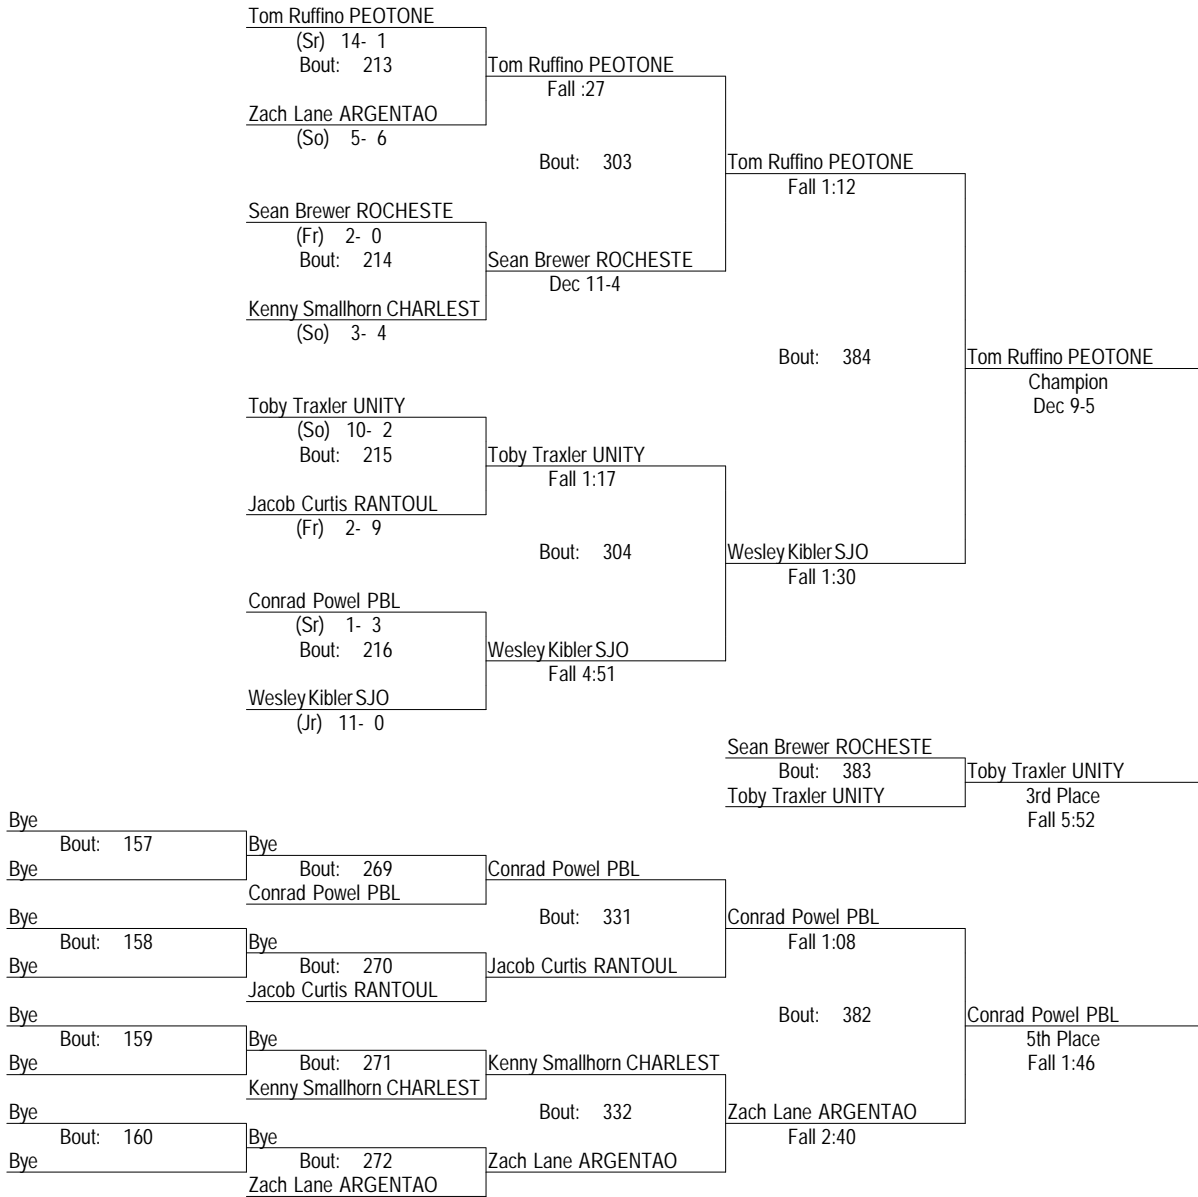 Tom Ruffino PEOTONE
(Sr) 14- 1
Bout: 213
Tom Ruffino PEOTONE
Fall :27
Zach Lane ARGENTAO
(So) 5- 6
Bout: 303
Tom Ruffino PEOTONE
Fall 1:12
Sean Brewer ROCHESTE
(Fr) 2- 0
Bout: 214
Sean Brewer ROCHESTE
Dec 11-4
Kenny Smallhorn CHARLEST
(So) 3- 4
Bout: 384
Tom Ruffino PEOTONE
Champion
Dec 9-5
Toby Traxler UNITY
(So) 10- 2
Bout: 215
Toby Traxler UNITY
Fall 1:17
Jacob Curtis RANTOUL
(Fr) 2- 9
Bout: 304
Wesley Kibler SJO
Fall 1:30
Conrad Powel PBL
(Sr) 1- 3
Bout: 216
Wesley Kibler SJO
Fall 4:51
Wesley Kibler SJO
(Jr) 11- 0
Sean Brewer ROCHESTE
Bout: 383
Toby Traxler UNITY
Toby Traxler UNITY
3rd Place
Fall 5:52
Bye
Bout: 157
Bye
Bye
Bout: 269
Conrad Powel PBL
Conrad Powel PBL
Bout: 331
Conrad Powel PBL
Fall 1:08
Bye
Bout: 158
Bye
Bye
Bout: 270
Jacob Curtis RANTOUL
Jacob Curtis RANTOUL
Bout: 382
Conrad Powel PBL
5th Place
Fall 1:46
Bye
Bout: 159
Bye
Bye
Bout: 271
Kenny Smallhorn CHARLEST
Kenny Smallhorn CHARLEST
Bout: 332
Zach Lane ARGENTAO
Fall 2:40
Bye
Bout: 160
Bye
Bye
Bout: 272
Zach Lane ARGENTAO
Zach Lane ARGENTAO